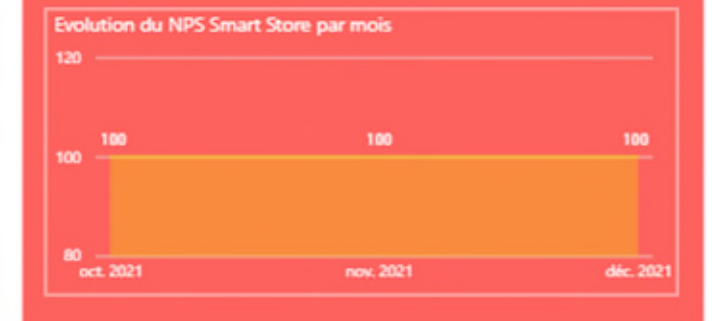 Evolution du NPS Smart Store par mois
120
100 100 100
100
80
oct. 2021 nov. 2021 déc. 2021